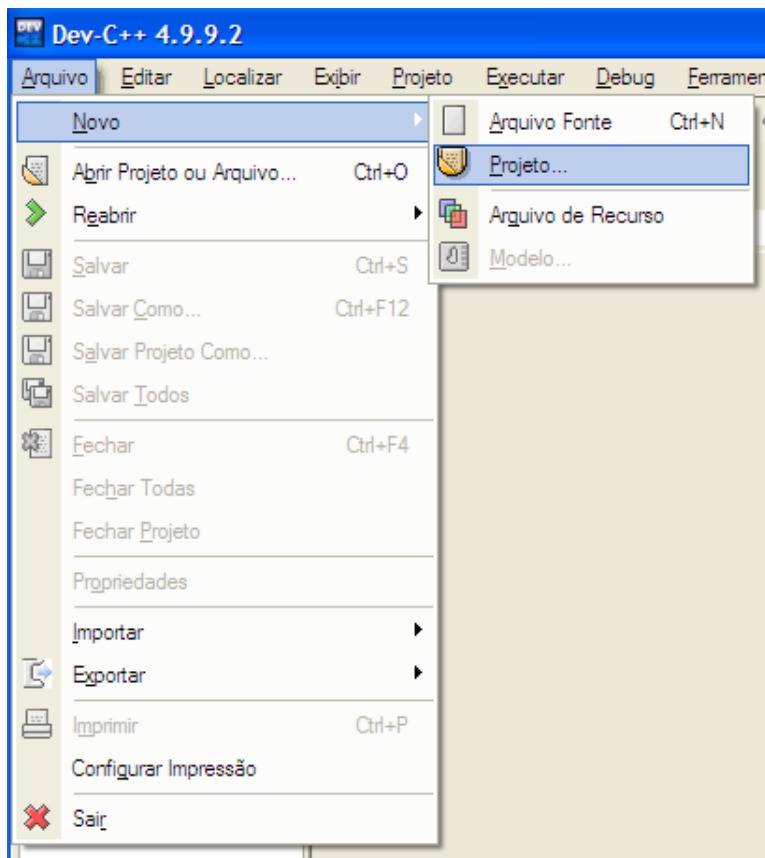 Dev-C++ 4.9.9.2
Arquivo Editar Localizar Exibir Projeto Executar Debug Ferramen
Novo
Abrir Projeto ou Arquivo... Ctrl+O
Reabrir
Salvar Ctrl+S
Salvar Como... Ctrl+F12
Salvar Projeto Como...
Salvar Todos
Fechar Ctrl+F4
Fechar Todas
Fechar Projeto
Propriedades
Importar
Exportar
Imprimir Ctrl+P
Configurar Impressão
Sair
Arquivo Fonte Ctrl+N
Projeto...
Arquivo de Recurso
Modelo...